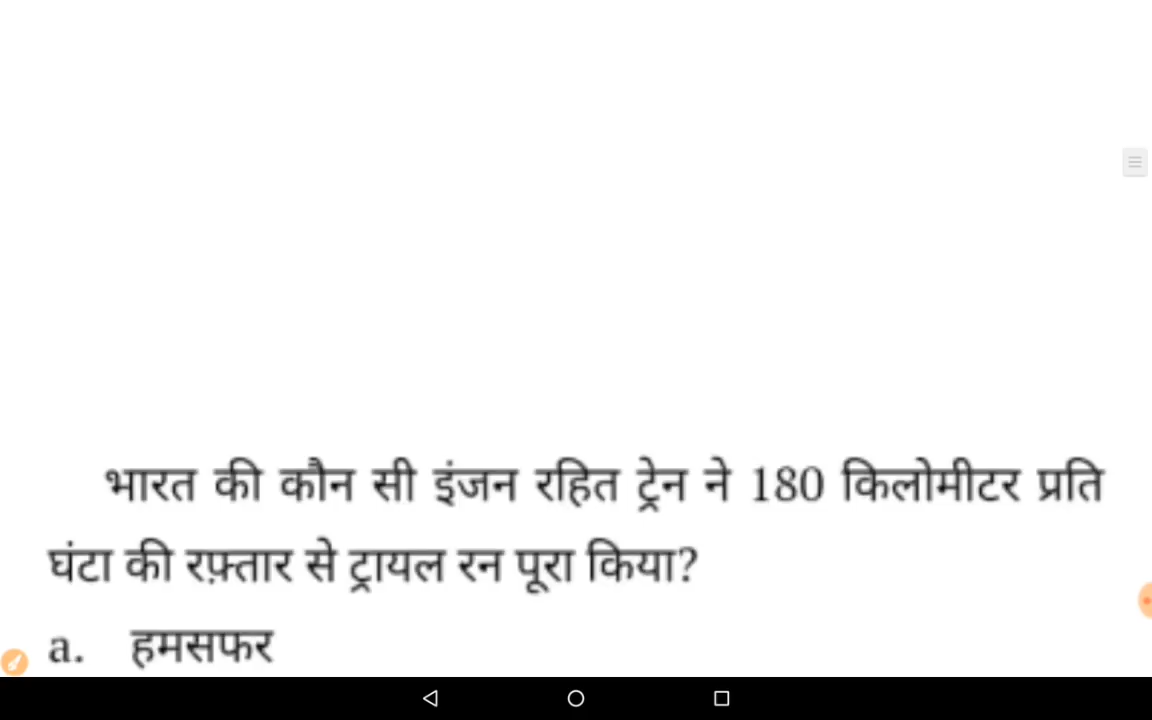 भारत की कौन सी इंजन रहित ट्रेन ने 180 किलोमीटर प्रति
घंटा की रफ़्तार से ट्रायल रन पूरा किया?
a. हमसफर